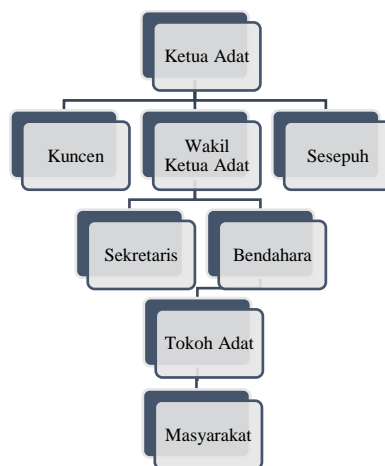 Ketua Adat
Kuncen
Wakil
Ketua Adat
Sesepuh
Sekretaris
Bendahara
Tokoh Adat
Masyarakat